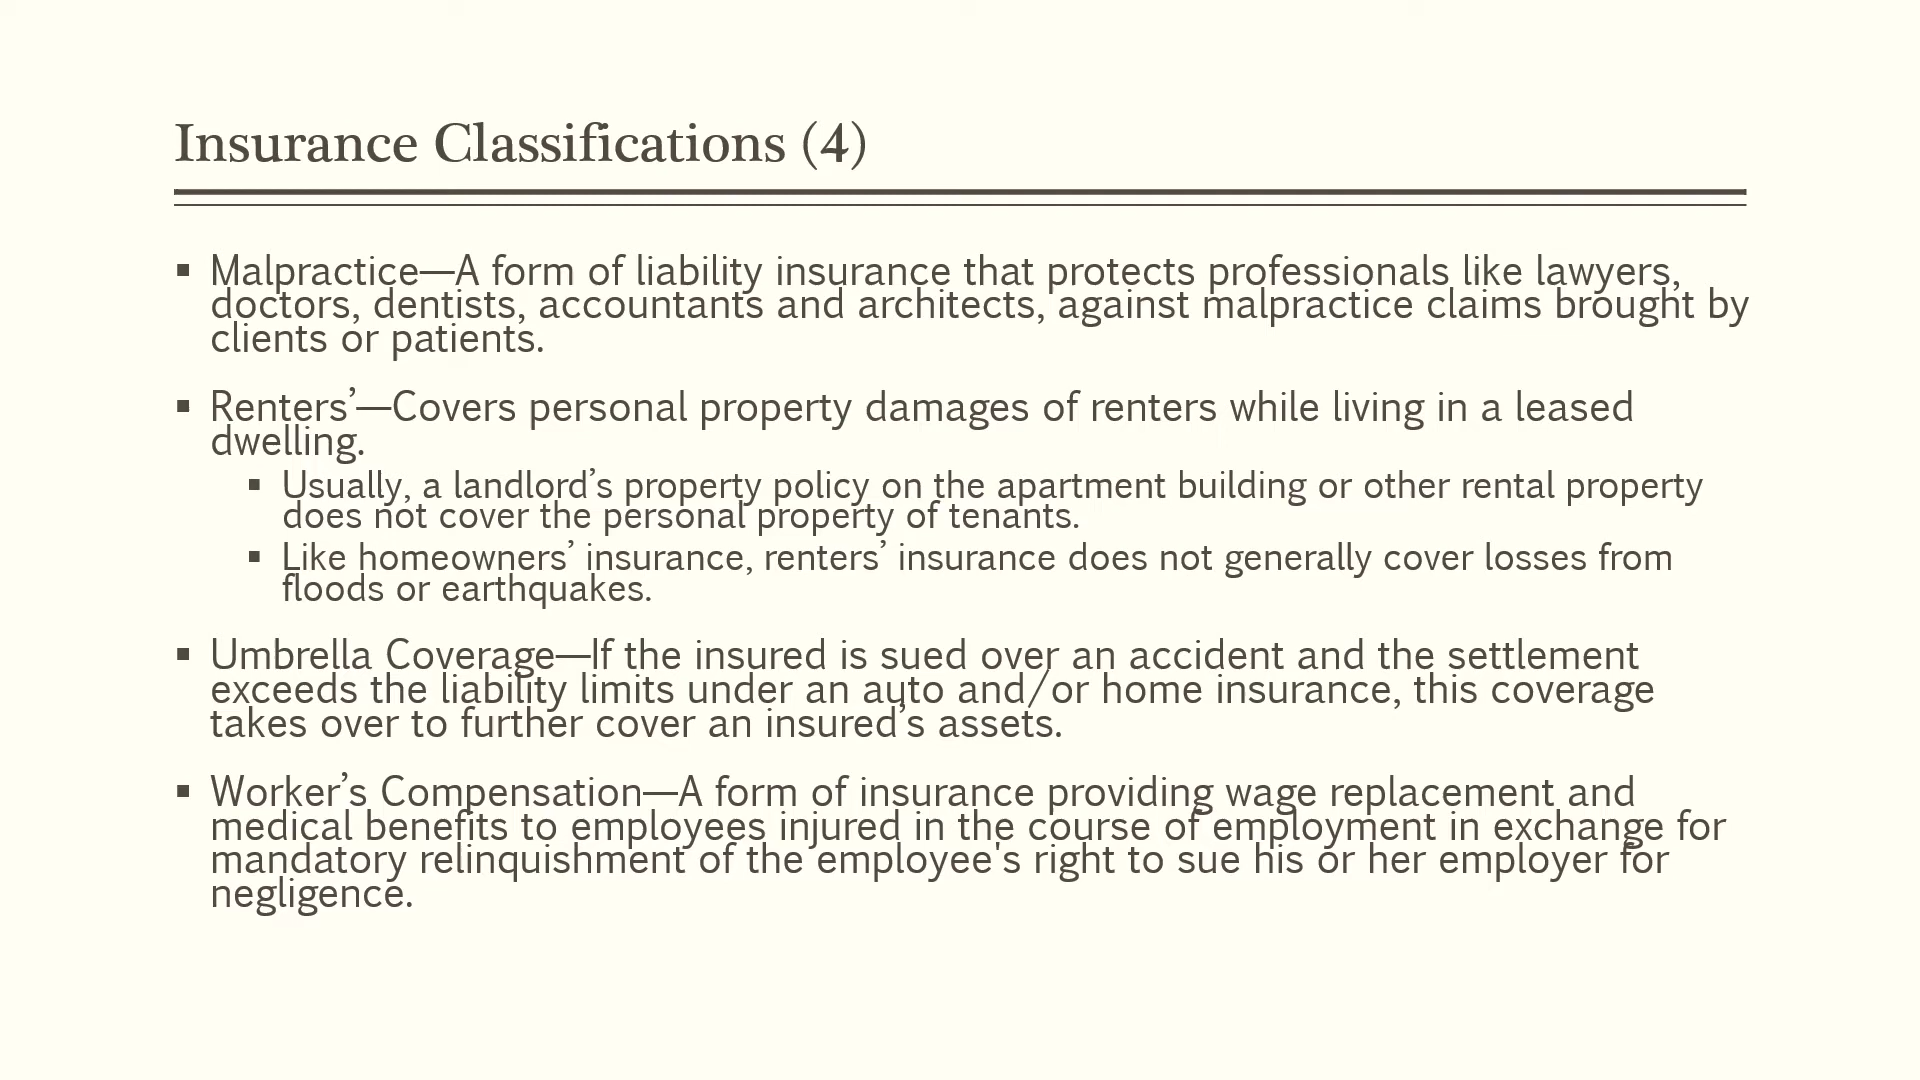 Insurance Classifications (4)
▪ Malpractice—A form of liability insurance that protects professionals like lawyers,
doctors, dentists, accountants and architects, against malpractice claims brought by
clients or patients.
▪ Renters’—Covers personal property damages of renters while living in a leased
dwelling.
▪ Usually, a landlord’s property policy on the apartment building or other rental property
does not cover the personal property of tenants.
▪ Like homeowners’ insurance, renters’ insurance does not generally cover losses from
floods or earthquakes.
▪ Umbrella Coverage—If the insured is sued over an accident and the settlement
exceeds the liability limits under an auto and/or home insurance, this coverage
takes over to further cover an insured’s assets.
▪ Worker’s Compensation—A form of insurance providing wage replacement and
medical benefits to employees injured in the course of employment in exchange for
mandatory relinquishment of the employee's right to sue his or her employer for
negligence.